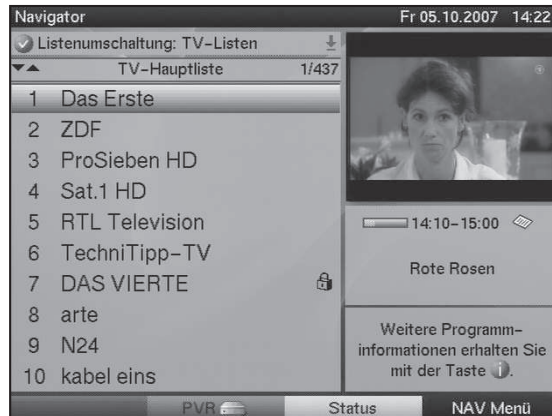 Navigator
Fr 05.10.2007 14:22
Listenumschaltung: TV-Listen
TV-Hauptliste 1/437
1 Das Erste
2 ZDF
3 ProSieben HD
4 Sat.1 HD
5 RTL Television
6 TechniTipp-TV
7 DAS VIERTE
8 arte
9 N24
10 kabel eins
14:10-15:00
Rote Rosen
Weitere Programm-
informationen erhalten Sie
mit der Taste i.
PVR
Status
NAV Menü